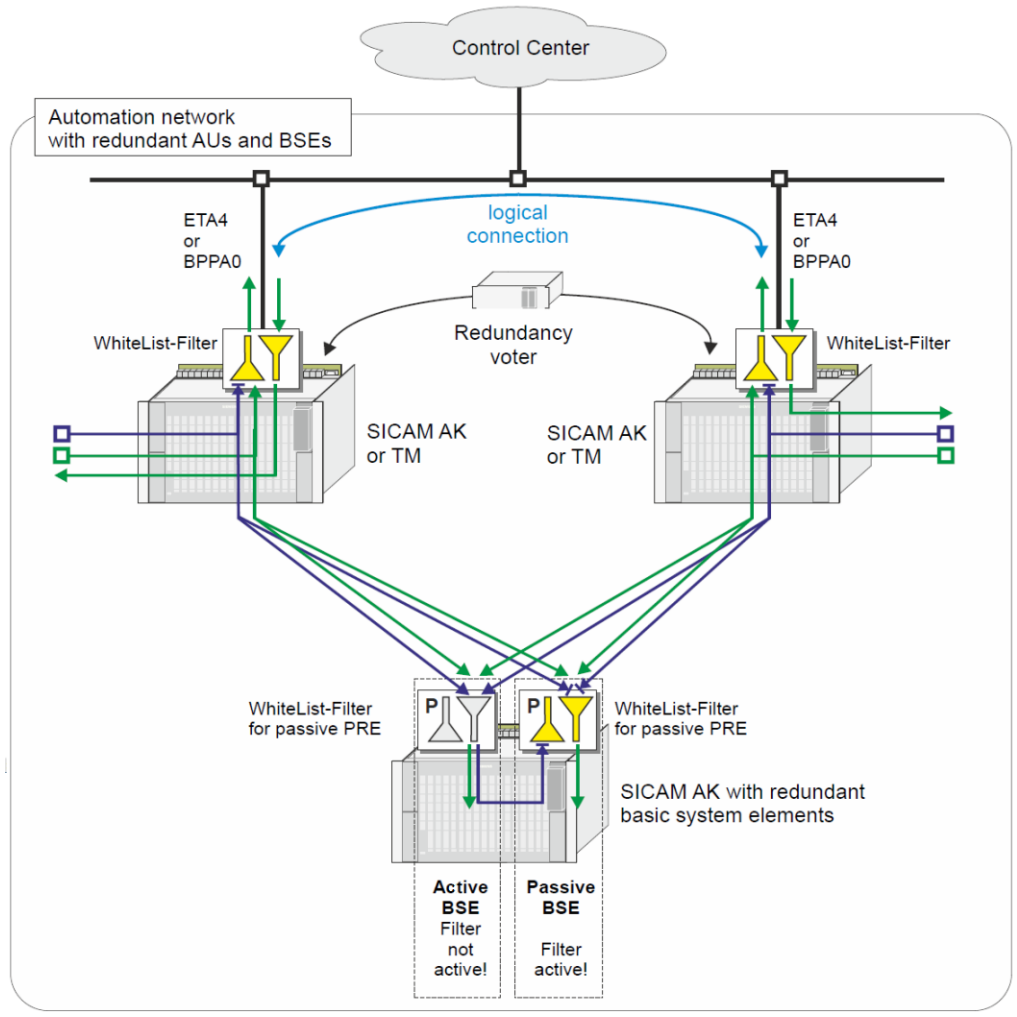 Control Center
Automation network
with redundant AUs and BSEs
ETA4
or
BPPA0
logical
connection
ETA4
or
BPPA0
WhiteList-Filter
Redundancy
voter
WhiteList-Filter
SICAM AK
or TM
SICAM AK
or TM
WhiteList-Filter
for passive PRE
P
P
WhiteList-Filter
for passive PRE
SICAM AK with redundant
basic system elements
Active
BSE
Filter
not
active!
Passive
BSE
Filter
active!